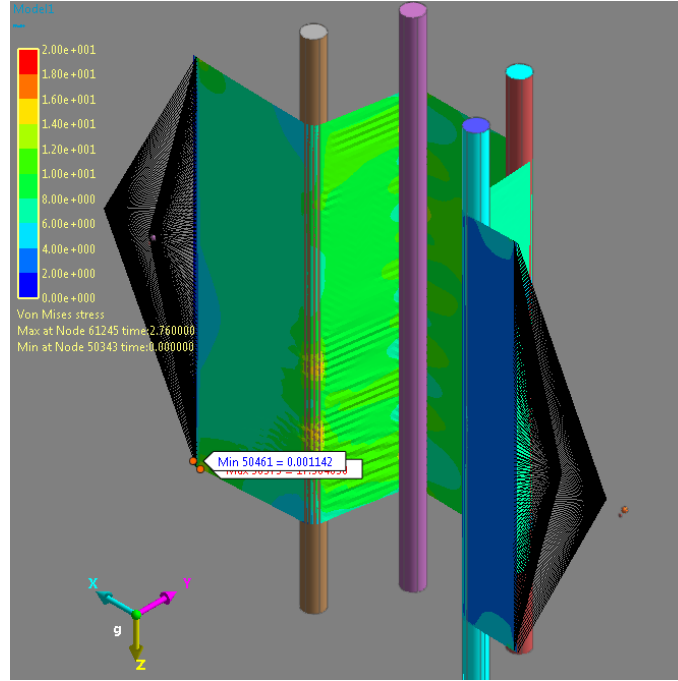 Model1
2.00e+001
1.80e+001
1.60e+001
1.40e+001
1.20e+001
1.00e+001
8.00e+000
6.00e+000
4.00e+000
2.00e+000
0.00e+000
Von Mises stress
Max at Node 61245 time:2.760000
Min at Node 50343 time:0.000000
Min 50461 = 0.001142
X
Y
g
Z